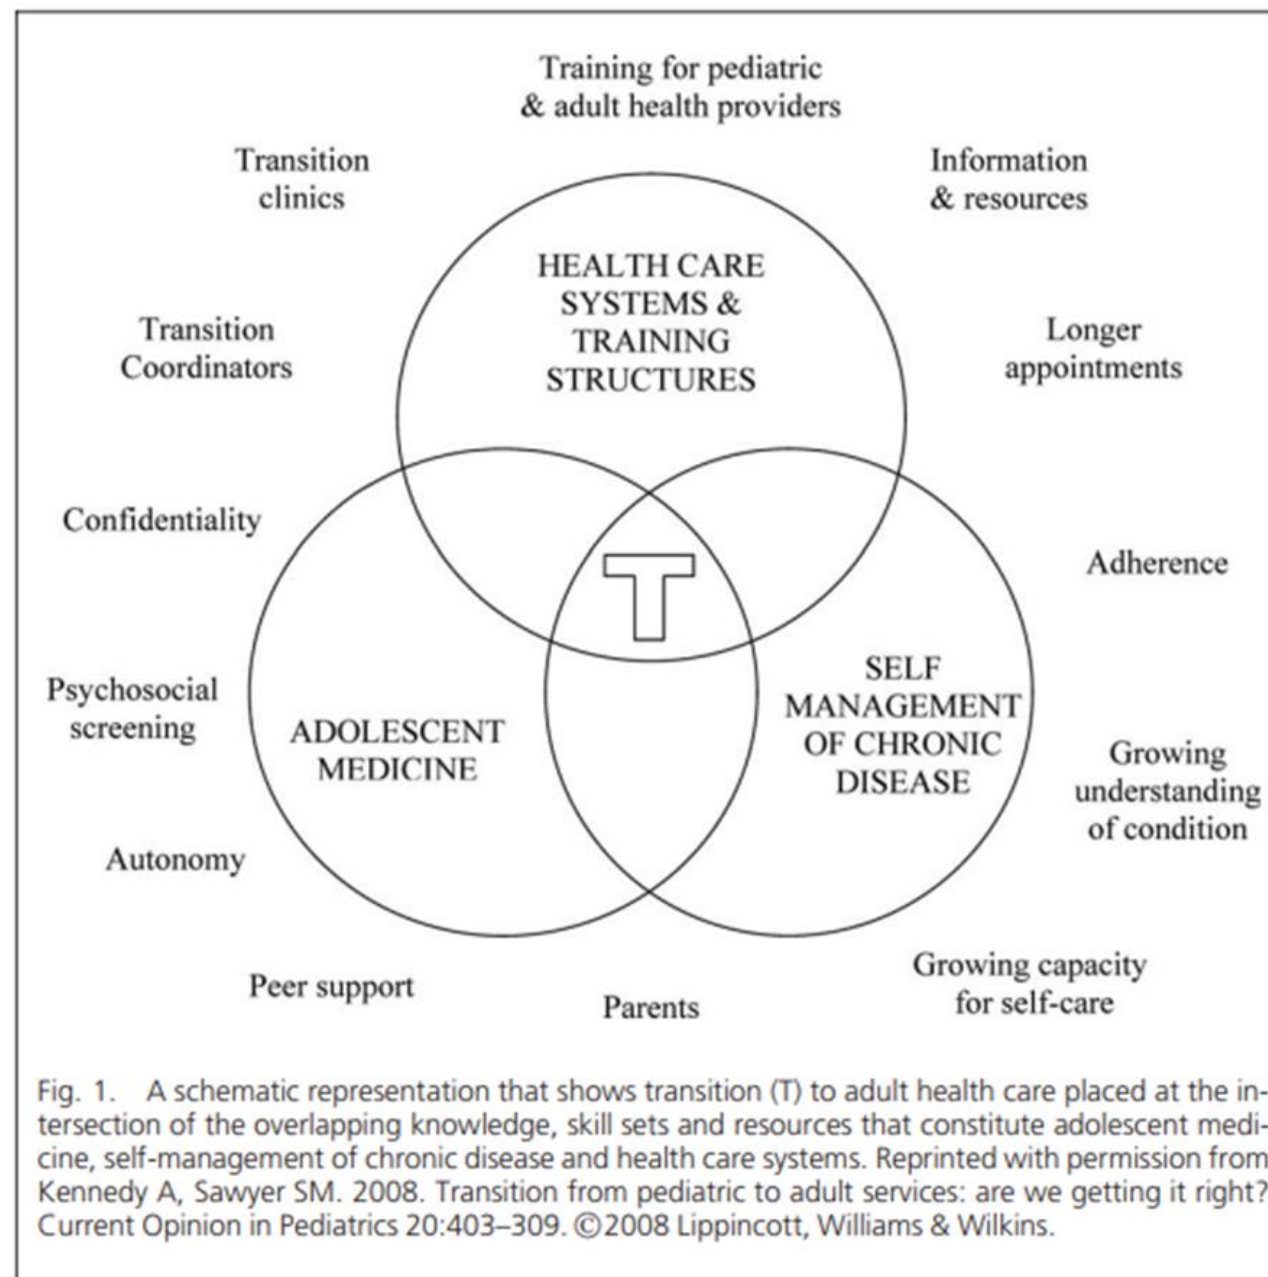 Training for pediatric
& adult health providers
Transition
clinics
Information
& resources
HEALTH CARE
SYSTEMS &
TRAINING
STRUCTURES
Transition
Coordinators
Longer
appointments
Confidentiality
Adherence
T
Psychosocial
screening
ADOLESCENT
MEDICINE
SELF
MANAGEMENT
OF CHRONIC
DISEASE
Growing
understanding
of condition
Autonomy
Peer support
Parents
Growing capacity
for self-care
Fig. 1. A schematic representation that shows transition (T) to adult health care placed at the in-
tersection of the overlapping knowledge, skill sets and resources that constitute adolescent medi-
cine, self-management of chronic disease and health care systems. Reprinted with permission from
Kennedy A, Sawyer SM. 2008. Transition from pediatric to adult services: are we getting it right?
Current Opinion in Pediatrics 20:403–309. ©2008 Lippincott, Williams & Wilkins.